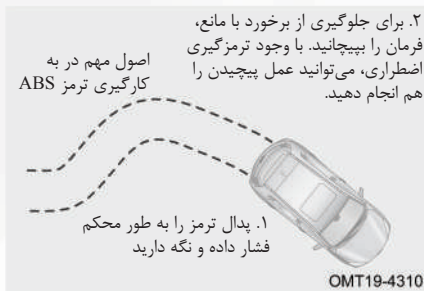 ۲. برای جلوگیری از برخورد با مانع،
فرمان را بپیچانید. با وجود ترمزگیری
اضطراری، می‌توانید عمل پیچیدن را
هم انجام دهید.
اصول مهم در به
کارگیری ترمز ABS
۱. پدال ترمز را به طور محکم
فشار داده و نگه دارید
OMT19-4310